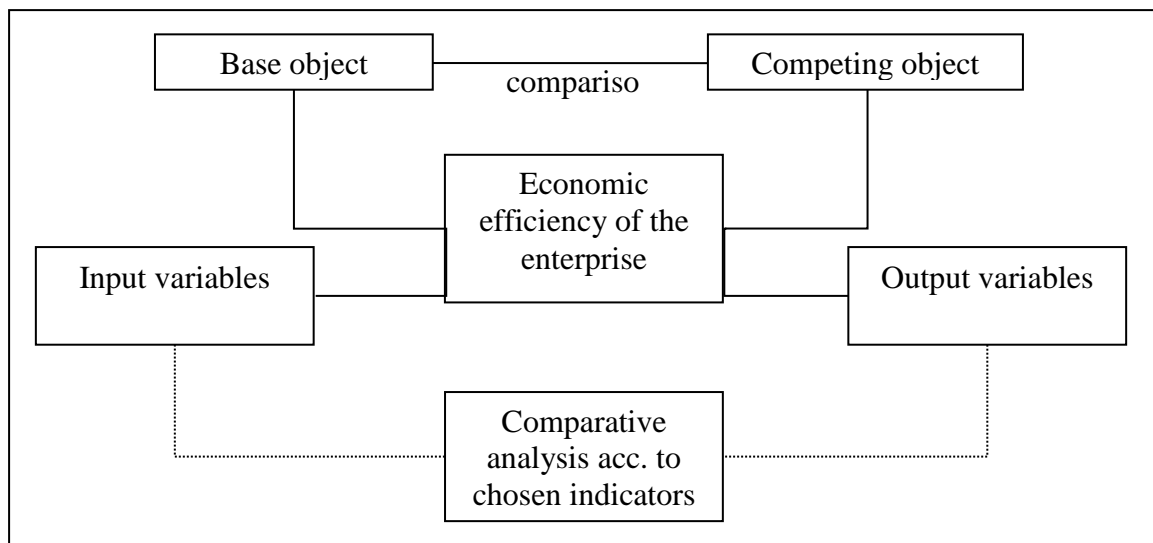 Base object
Competing object
compariso
Economic
efficiency of the
enterprise
Input variables
Output variables
Comparative
analysis acc. to
chosen indicators